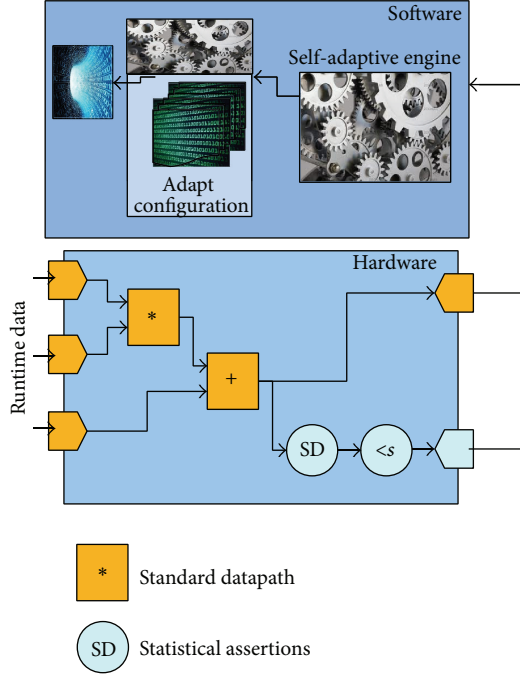 Software
Self-adaptive engine
Adapt
configuration
Hardware
Runtime data
*
+
SD
<s
*
Standard datapath
SD
Statistical assertions